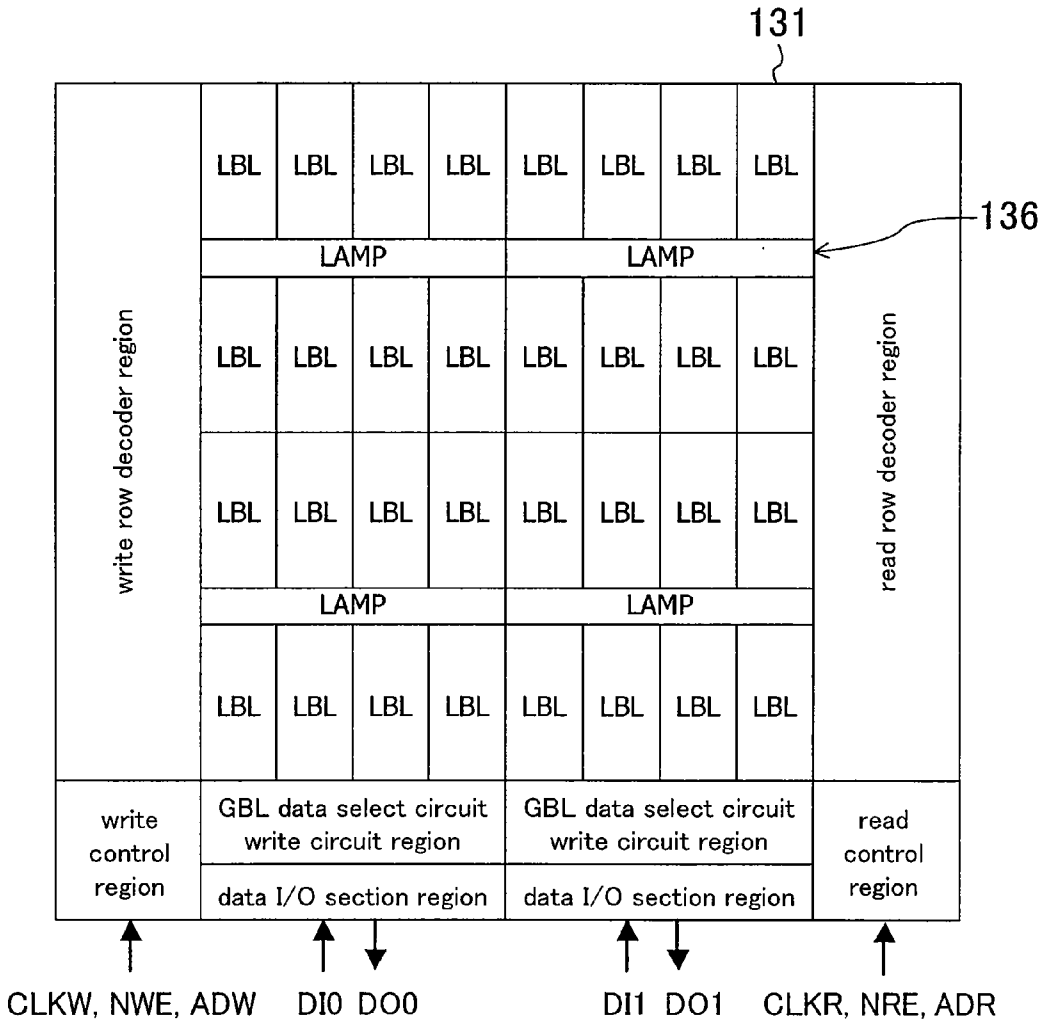 131
LBL LBL LBL LBL LBL LBL LBL LBL
136
LAMP LAMP
write row decoder region
LBL LBL LBL LBL LBL LBL LBL LBL
read row decoder region
LBL LBL LBL LBL LBL LBL LBL LBL
LAMP LAMP
LBL LBL LBL LBL LBL LBL LBL LBL
write
control
region
GBL data select circuit
write circuit region
GBL data select circuit
write circuit region
read
control
region
data I/O section region
data I/O section region
CLKW, NWE, ADW DI0 DO0 DI1 DO1 CLKR, NRE, ADR